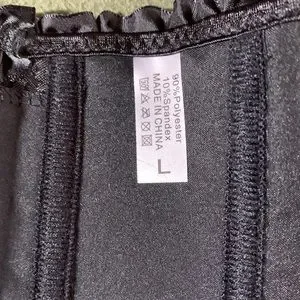 90%Polyester
10%Spandex
MADE IN
CHINA
L